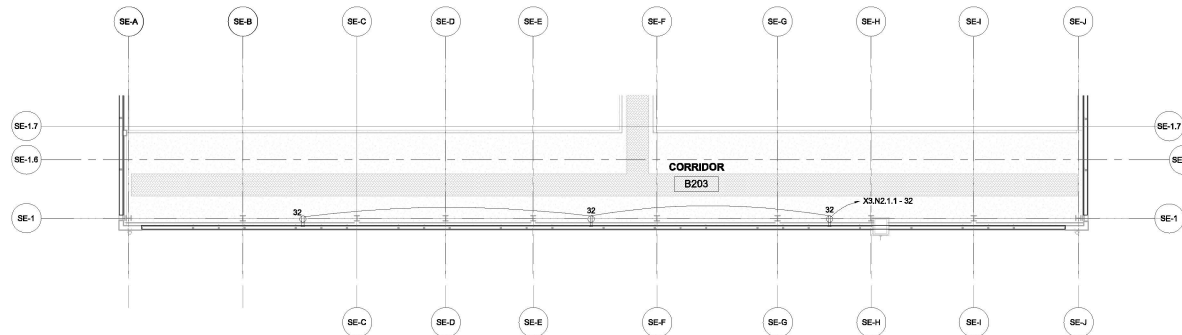 SE-A SE-B SE-C SE-D SE-E SE-F SE-G SE-H SE-I SE-J
SE-1.7 SE-1.7
SE-1.6 SE
CORRIDOR
B203
X3.N2.1.1 - 32
32 32 32
SE-1 SE-1
SE-C SE-D SE-E SE-F SE-G SE-H SE-I SE-J